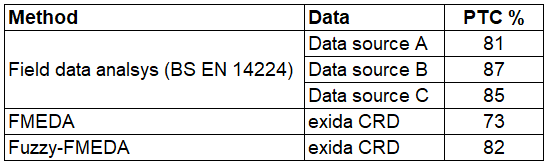 Method Data PTC %
Data source A 81
Field data analsys (BS EN 14224) Data source B 87
Data source C 85
FMEDA exida CRD 73
Fuzzy-FMEDA exida CRD 82